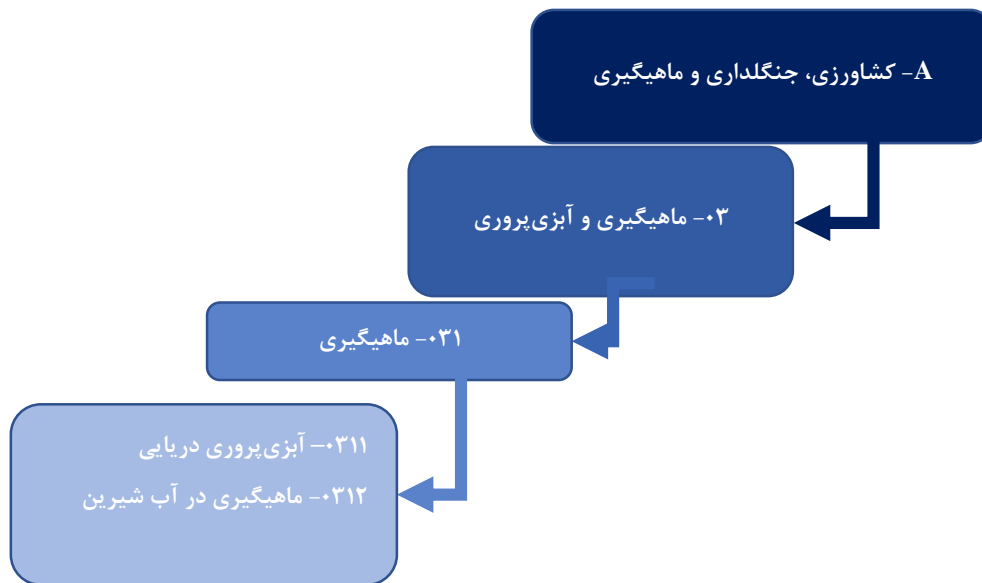 A- کشاورزی، جنگلداری و ماهیگیری
۰۳- ماهیگیری و آبزی‌پروری
۰۳۱- ماهیگیری
۰۳۱۱– آبزی‌پروری دریایی
۰۳۱۲- ماهیگیری در آب شیرین